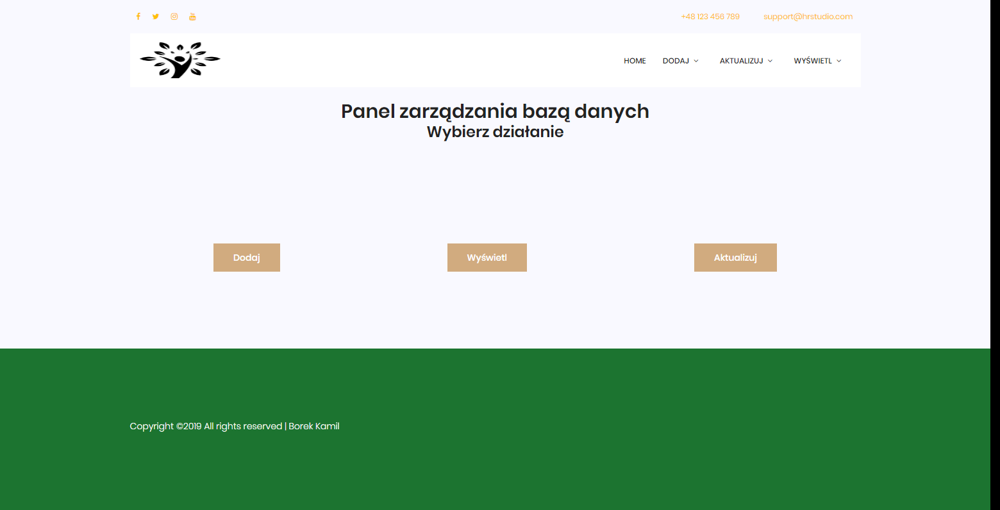 +48 123 456 789 support@hrstudio.com
HOME DODAJ AKTUALIZUJ WYŚWIETL
Panel zarządzania bazą danych
Wybierz działanie
Dodaj Wyświetl Aktualizuj
Copyright ©2019 All rights reserved | Borek Kamil